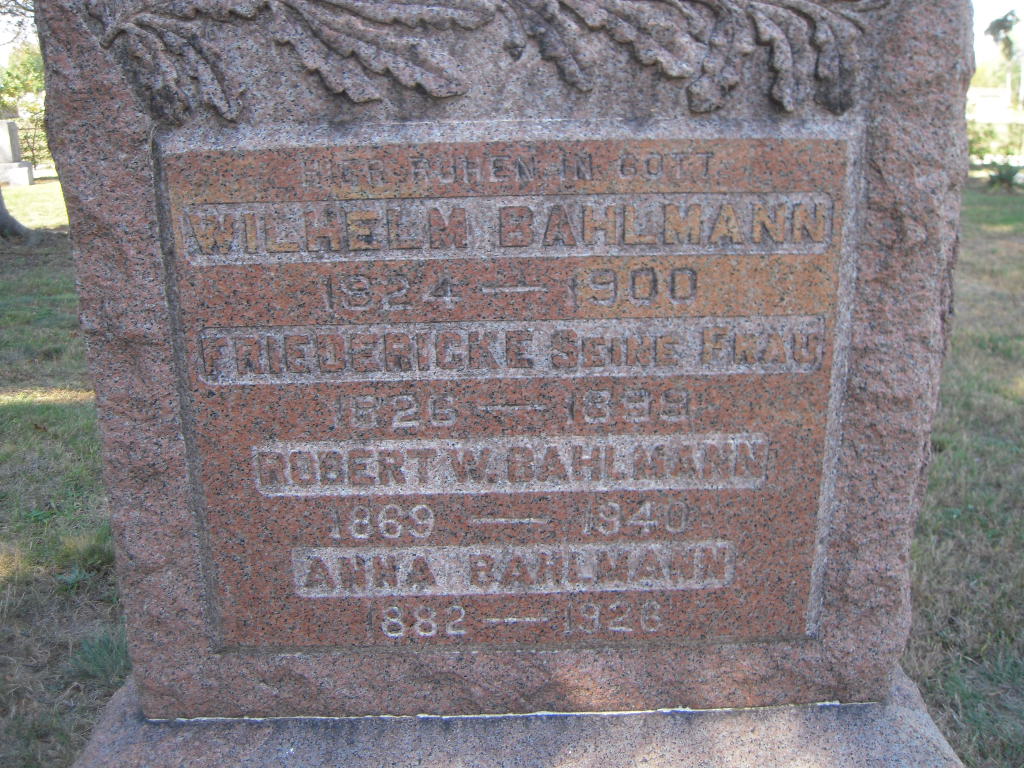 HIER RUHEN IN GOTT
WILHELM BAHLMANN
1824 — 1900
FRIEDERICKE SEINE FRAU
1826 — 1899
ROBERT W. BAHLMANN
1869 — 1940
ANNA BAHLMANN
1882 — 1926